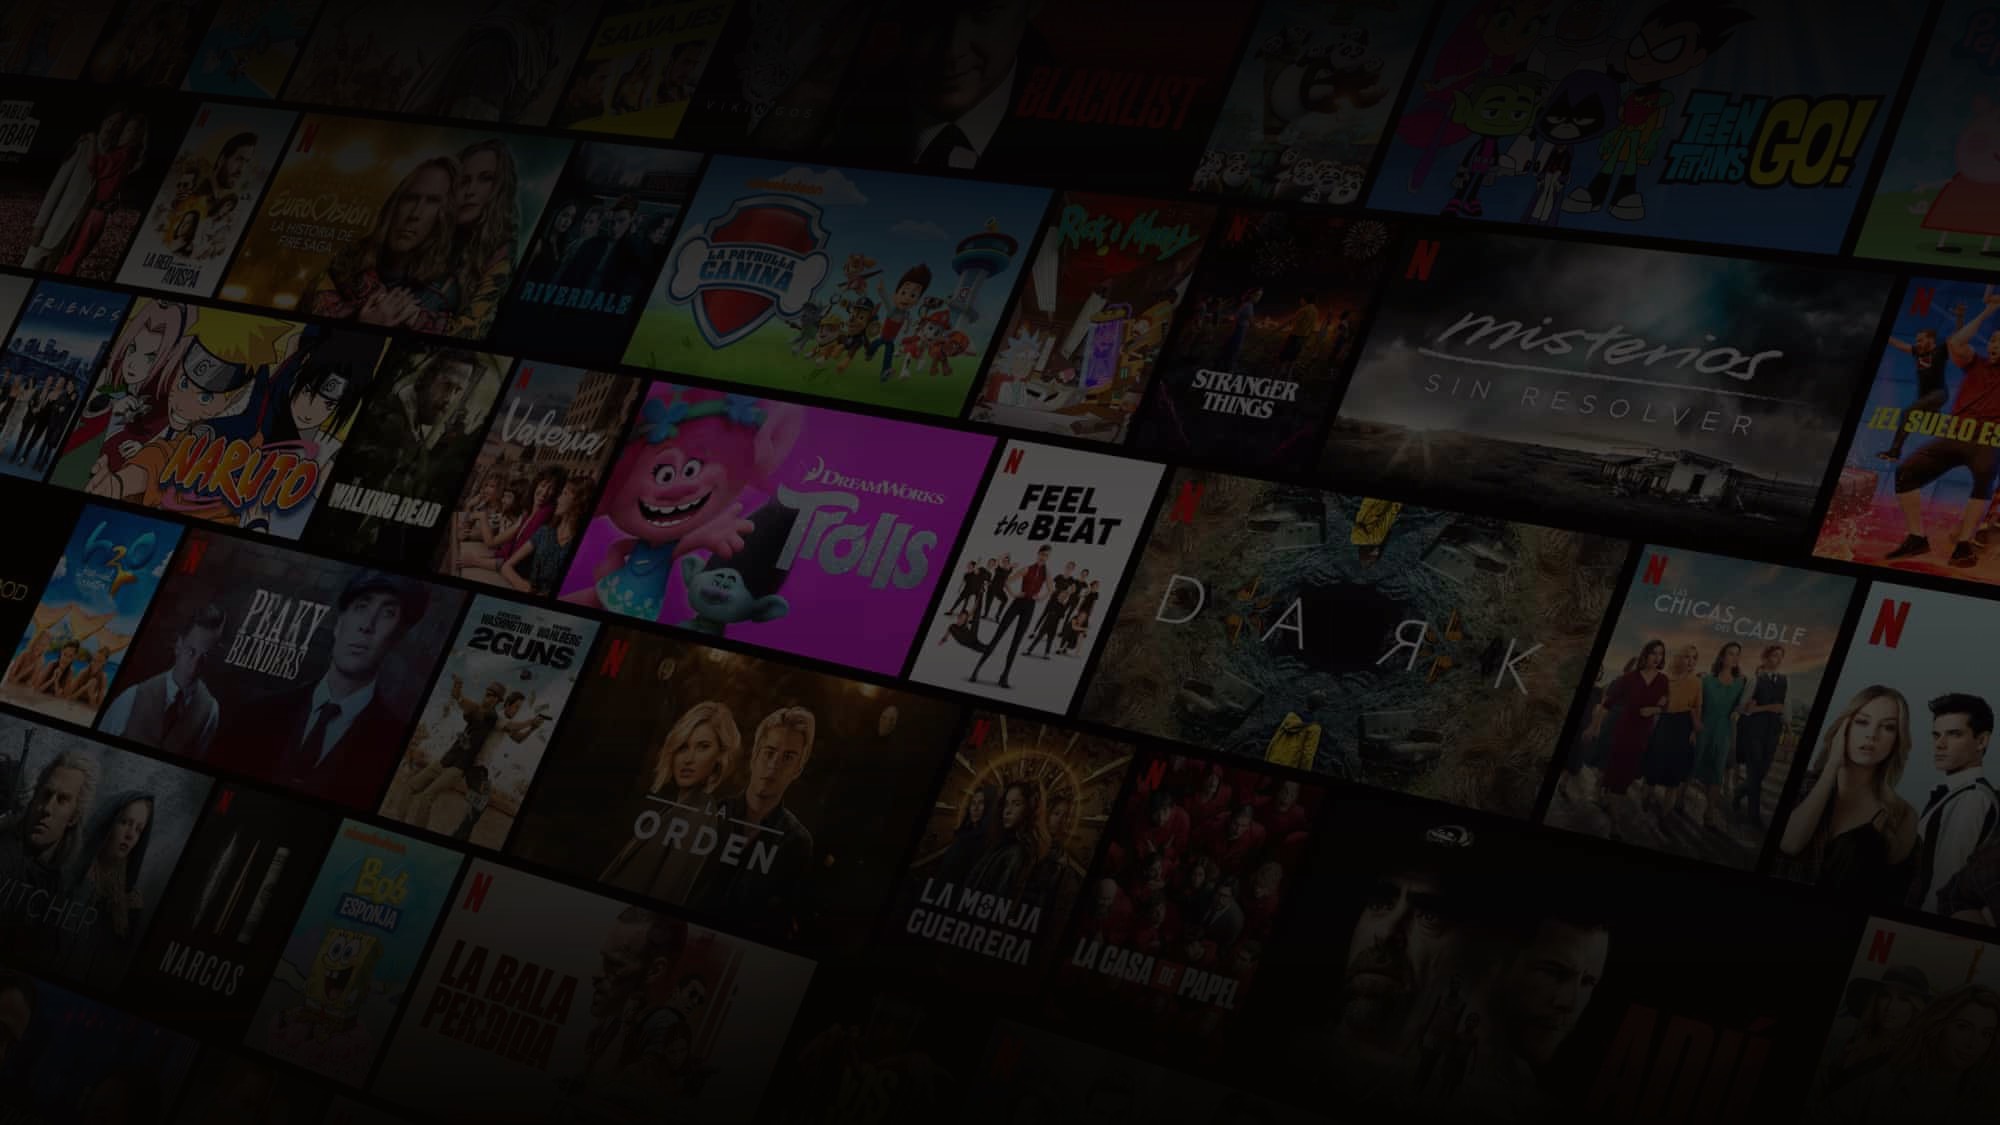 SALVAJES
VIKINGOS
BLACKLIST
TEEN
TITANS
GO!
PABLO
LA RED
AVISPA
EUROVISION
LA HISTORIA DE
FIRE SAGA
RIVERDALE
nickelodeon
LA PATRULLA
CANINA
RICK Y MORTY
STRANGER
THINGS
misterios
SIN RESOLVER
¡EL SUELO ES
FRIENDS
NARUTO
THE
WALKING DEAD
Valeria
DREAMWORKS
Trolls
FEEL
the BEAT
DARK
LAS
CHICAS
DEL CABLE
h2o
PEAKY
BLINDERS
WASHINGTON WAHLBERG
2GUNS
LA
ORDEN
LA MONJA
GUERRERA
LA CASA DE PAPEL
ITCHER
NARCOS
nickelodeon
BOB
ESPONJA
LA BALA
PERDIDA
ADÚ